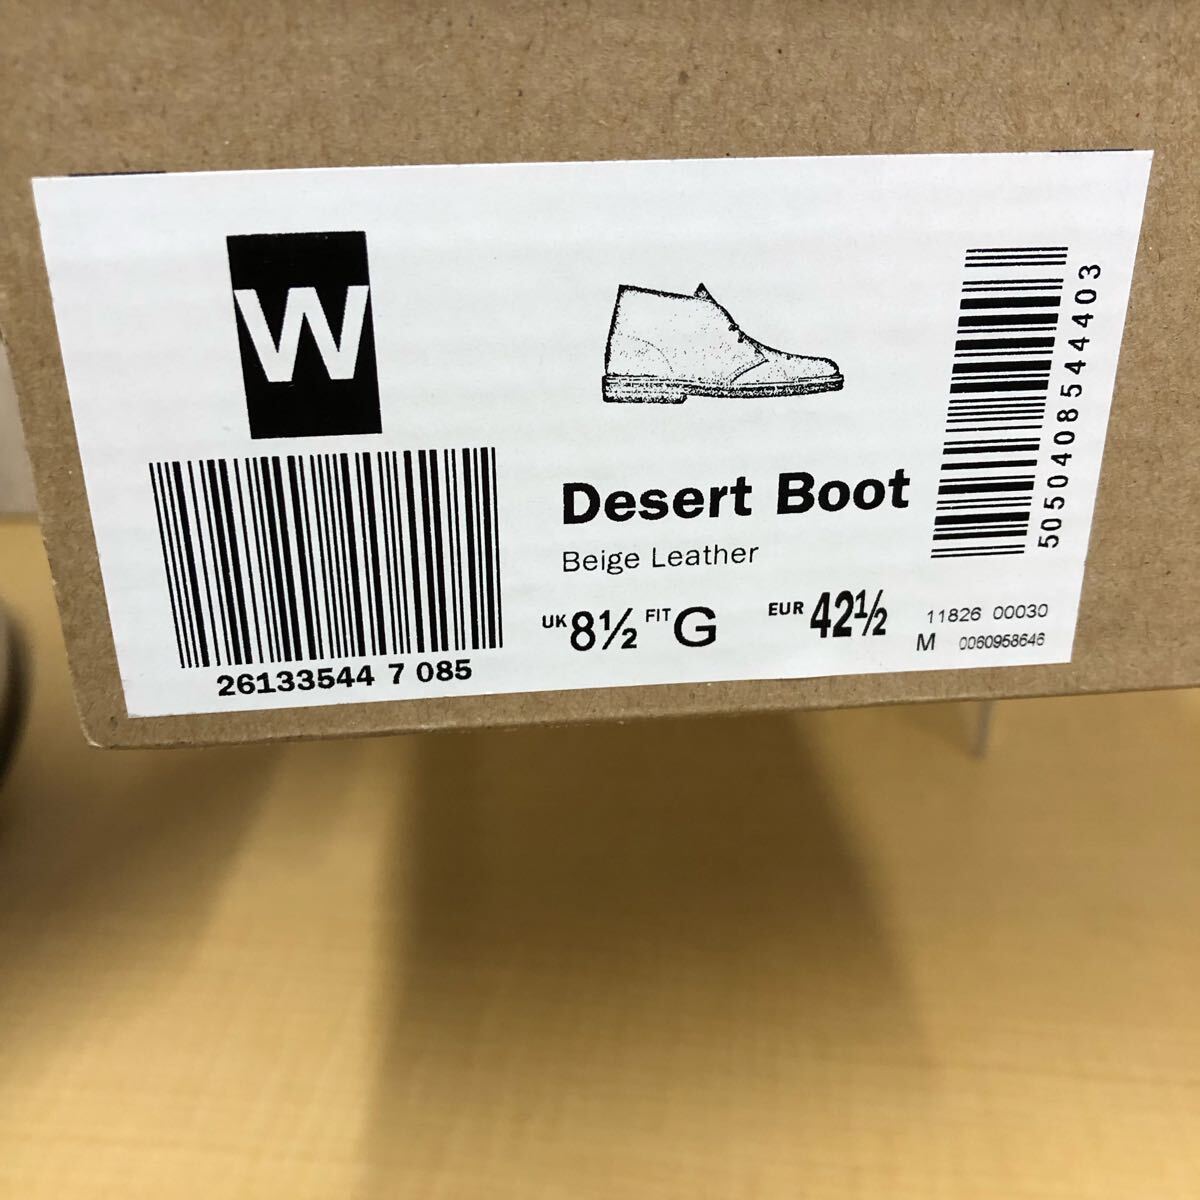 W
26133544 7 085
Desert Boot
Beige Leather
UK 8½ FIT G EUR 42½
5050408544403
11826 00030
M 0060958646